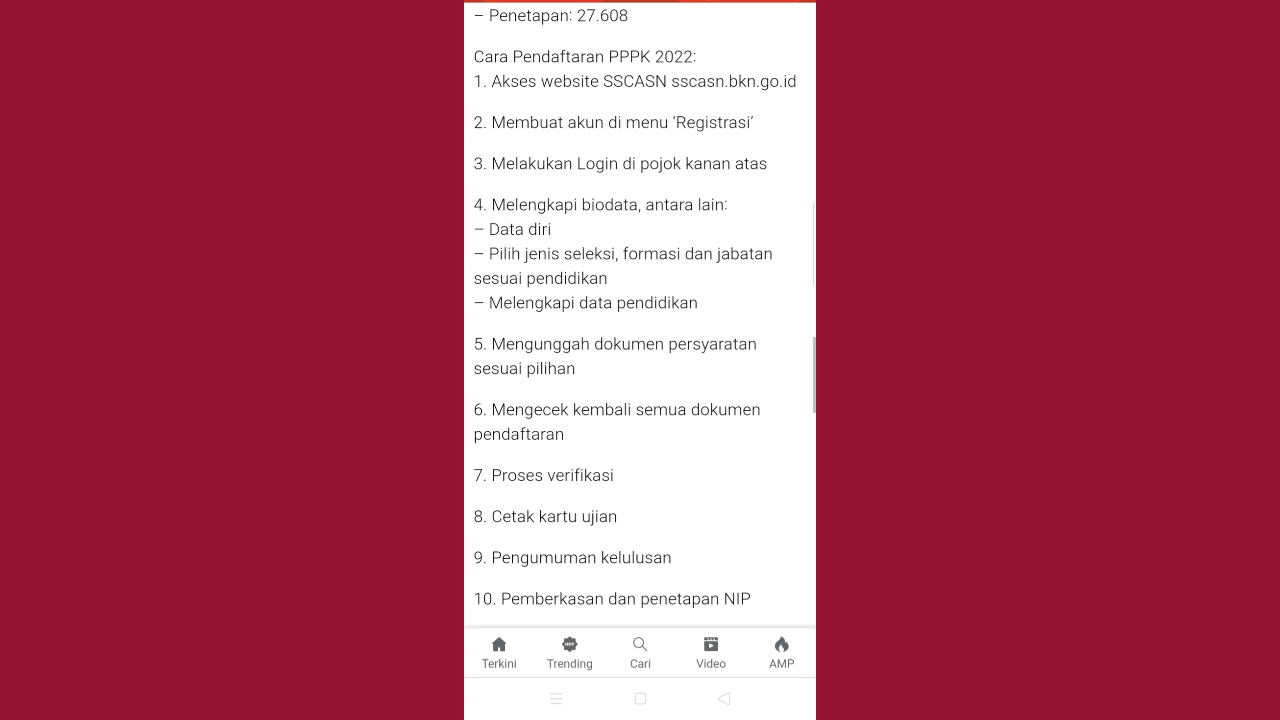 – Penetapan: 27.608
Cara Pendaftaran PPPK 2022:
1. Akses website SSCASN sscasn.bkn.go.id
2. Membuat akun di menu ‘Registrasi’
3. Melakukan Login di pojok kanan atas
4. Melengkapi biodata, antara lain:
– Data diri
– Pilih jenis seleksi, formasi dan jabatan
sesuai pendidikan
– Melengkapi data pendidikan
5. Mengunggah dokumen persyaratan
sesuai pilihan
6. Mengecek kembali semua dokumen
pendaftaran
7. Proses verifikasi
8. Cetak kartu ujian
9. Pengumuman kelulusan
10. Pemberkasan dan penetapan NIP
HOT
Terkini Trending Cari Video AMP